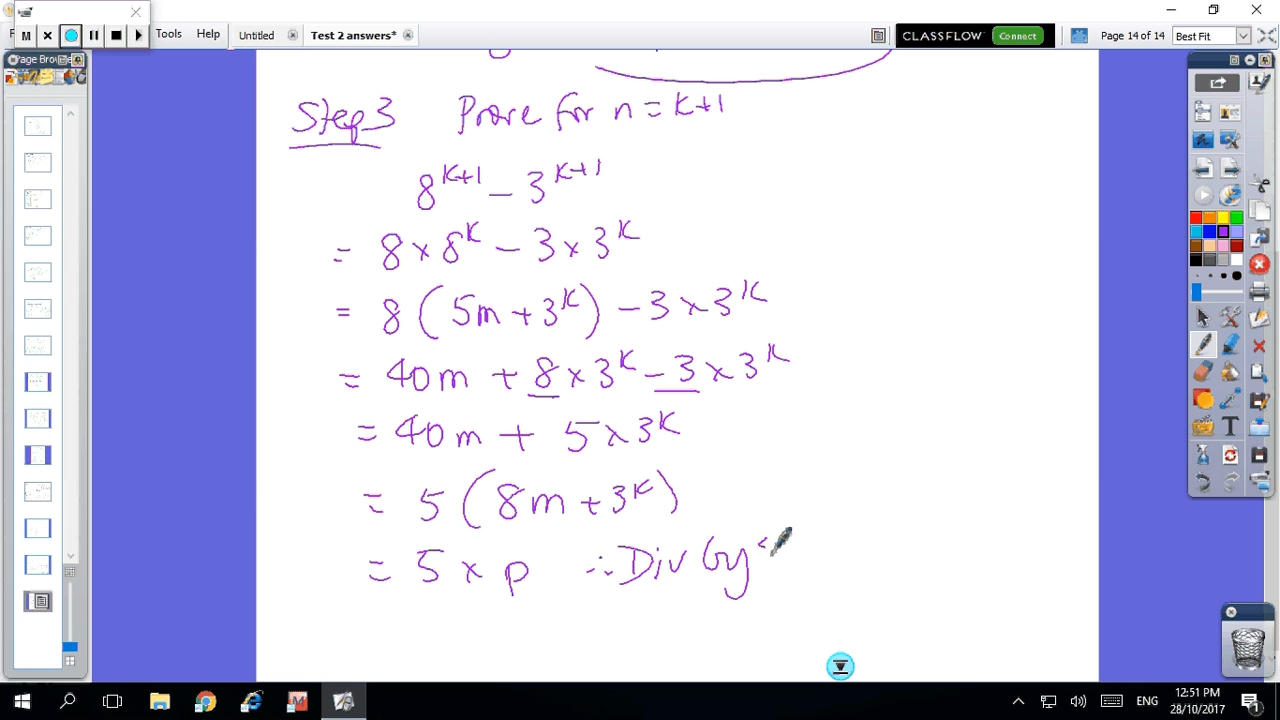 Tools Help Untitled Test 2 answers* CLASSFLOW Connect Page 14 of 14 Best Fit
Page Brow
Step 3 Prove for n = k+1
8^{k+1} - 3^{k+1}
= 8 × 8^k - 3 × 3^k
= 8 (5m + 3^k) - 3 × 3^k
= 40m + 8 × 3^k - 3 × 3^k
= 40m + 5 × 3^k
= 5 (8m + 3^k)
= 5 × p ∴ Div by
ENG 12:51 PM
28/10/2017